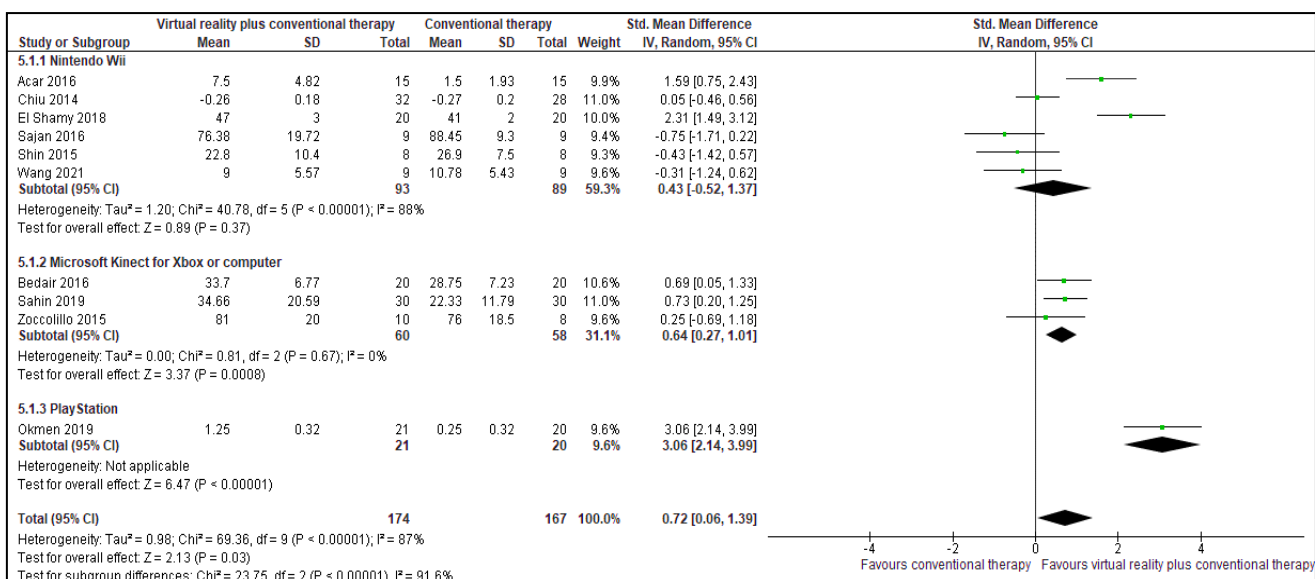 Virtual reality plus conventional therapy Conventional therapy Std. Mean Difference Std. Mean Difference
Study or Subgroup Mean SD Total Mean SD Total Weight IV, Random, 95% CI IV, Random, 95% CI
5.1.1 Nintendo Wii
Acar 2016 7.5 4.82 15 1.5 1.93 15 9.9% 1.59 [0.75, 2.43]
Chiu 2014 -0.26 0.18 32 -0.27 0.2 28 11.0% 0.05 [-0.46, 0.56]
El Shamy 2018 47 3 20 41 2 20 10.0% 2.31 [1.49, 3.12]
Sajan 2016 76.38 19.72 9 88.45 9.3 9 9.4% -0.75 [-1.71, 0.22]
Shin 2015 22.8 10.4 8 26.9 7.5 8 9.3% -0.43 [-1.42, 0.57]
Wang 2021 9 5.57 9 10.78 5.43 9 9.6% -0.31 [-1.24, 0.62]
Subtotal (95% CI) 93 89 59.3% 0.43 [-0.52, 1.37]
Heterogeneity: Tau² = 1.20; Chi² = 40.78, df = 5 (P < 0.00001); I² = 88%
Test for overall effect: Z = 0.89 (P = 0.37)
5.1.2 Microsoft Kinect for Xbox or computer
Bedair 2016 33.7 6.77 20 28.75 7.23 20 10.6% 0.69 [0.05, 1.33]
Sahin 2019 34.66 20.59 30 22.33 11.79 30 11.0% 0.73 [0.20, 1.25]
Zoccolillo 2015 81 20 10 76 18.5 8 9.6% 0.25 [-0.69, 1.18]
Subtotal (95% CI) 60 58 31.1% 0.64 [0.27, 1.01]
Heterogeneity: Tau² = 0.00; Chi² = 0.81, df = 2 (P = 0.67); I² = 0%
Test for overall effect: Z = 3.37 (P = 0.0008)
5.1.3 PlayStation
Okmen 2019 1.25 0.32 21 0.25 0.32 20 9.6% 3.06 [2.14, 3.99]
Subtotal (95% CI) 21 20 9.6% 3.06 [2.14, 3.99]
Heterogeneity: Not applicable
Test for overall effect: Z = 6.47 (P < 0.00001)
Total (95% CI) 174 167 100.0% 0.72 [0.06, 1.39]
Heterogeneity: Tau² = 0.98; Chi² = 69.36, df = 9 (P < 0.00001); I² = 87%
Test for overall effect: Z = 2.13 (P = 0.03)
Test for subgroup differences: Chi² = 23.75, df = 2 (P < 0.00001), I² = 91.6%
-4 -2 0 2 4
Favours conventional therapy Favours virtual reality plus conventional therapy